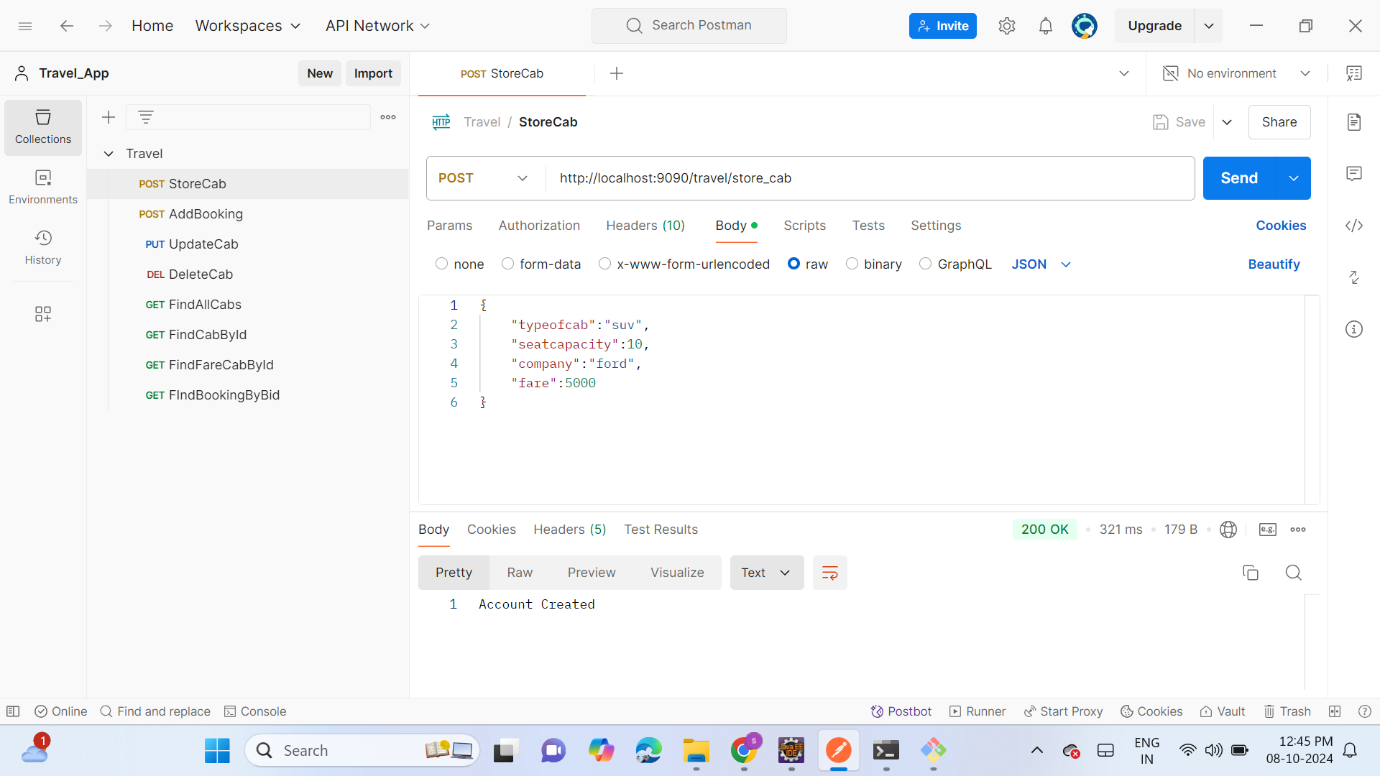 Home Workspaces API Network Search Postman Invite Upgrade
Travel_App New Import POST StoreCab No environment
Collections
Environments
History
Travel
POST StoreCab
POST AddBooking
PUT UpdateCab
DEL DeleteCab
GET FindAllCabs
GET FindCabById
GET FindFareCabById
GET FIndBookingByBid
HTTP Travel / StoreCab Save Share
POST http://localhost:9090/travel/store_cab Send
Params Authorization Headers (10) Body Scripts Tests Settings Cookies
none form-data x-www-form-urlencoded raw binary GraphQL JSON Beautify
1 {
2 "typeofcab":"suv",
3 "seatcapacity":10,
4 "company":"ford",
5 "fare":5000
6 }
Body Cookies Headers (5) Test Results 200 OK 321 ms 179 B e.g.
Pretty Raw Preview Visualize Text
1 Account Created
Online Find and replace Console Postbot Runner Start Proxy Cookies Vault Trash
1 Search s Java EE IDE ENG 12:45 PM
IN 08-10-2024